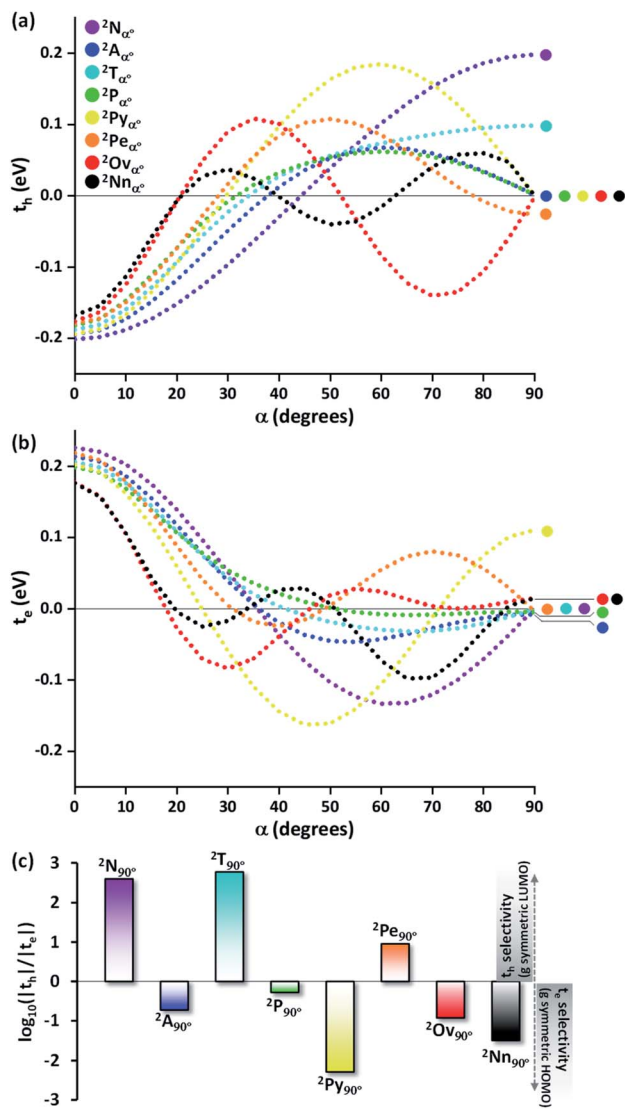 (a)
²Nα°
²Aα°
²Tα°
²Pα°
²Pyα°
²Peα°
²Ovα°
²Nnα°
tₕ (eV)
0.2
0.1
0.0
-0.1
-0.2
0 10 20 30 40 50 60 70 80 90
α (degrees)
(b)
tₑ (eV)
0.2
0.1
0.0
-0.1
-0.2
0 10 20 30 40 50 60 70 80 90
α (degrees)
(c)
log₁₀(|tₕ|/|tₑ|)
3
2
1
0
-1
-2
-3
²N90°
²A90°
²T90°
²P90°
²Py90°
²Pe90°
²Ov90°
²Nn90°
tₕ selectivity
(g symmetric LUMO)
tₑ selectivity
(g symmetric HOMO)